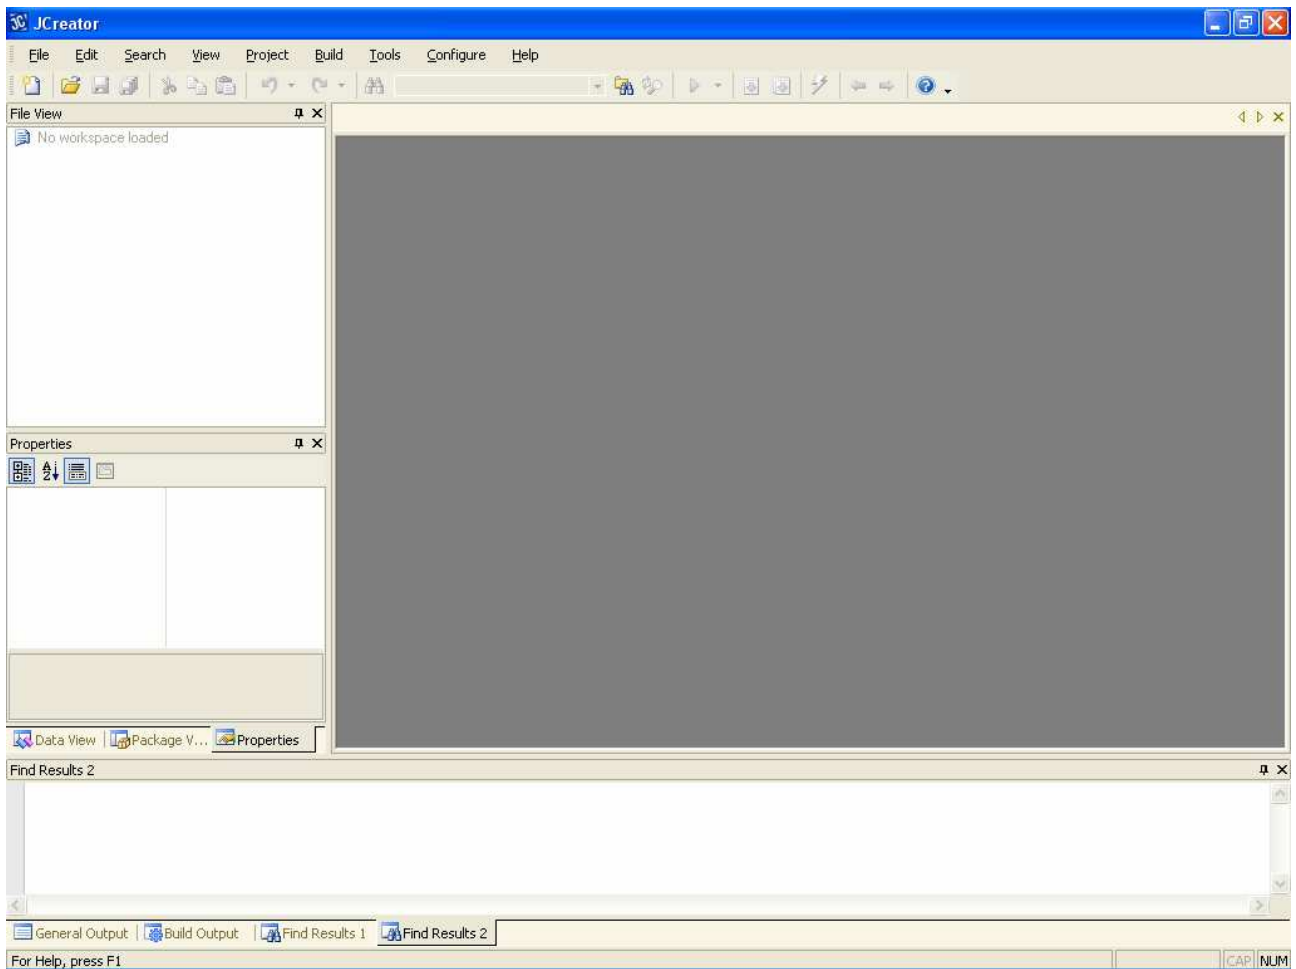 JCreator
File Edit Search View Project Build Tools Configure Help
File View
No workspace loaded
Properties
Data View Package V... Properties
Find Results 2
General Output Build Output Find Results 1 Find Results 2
For Help, press F1 CAP NUM